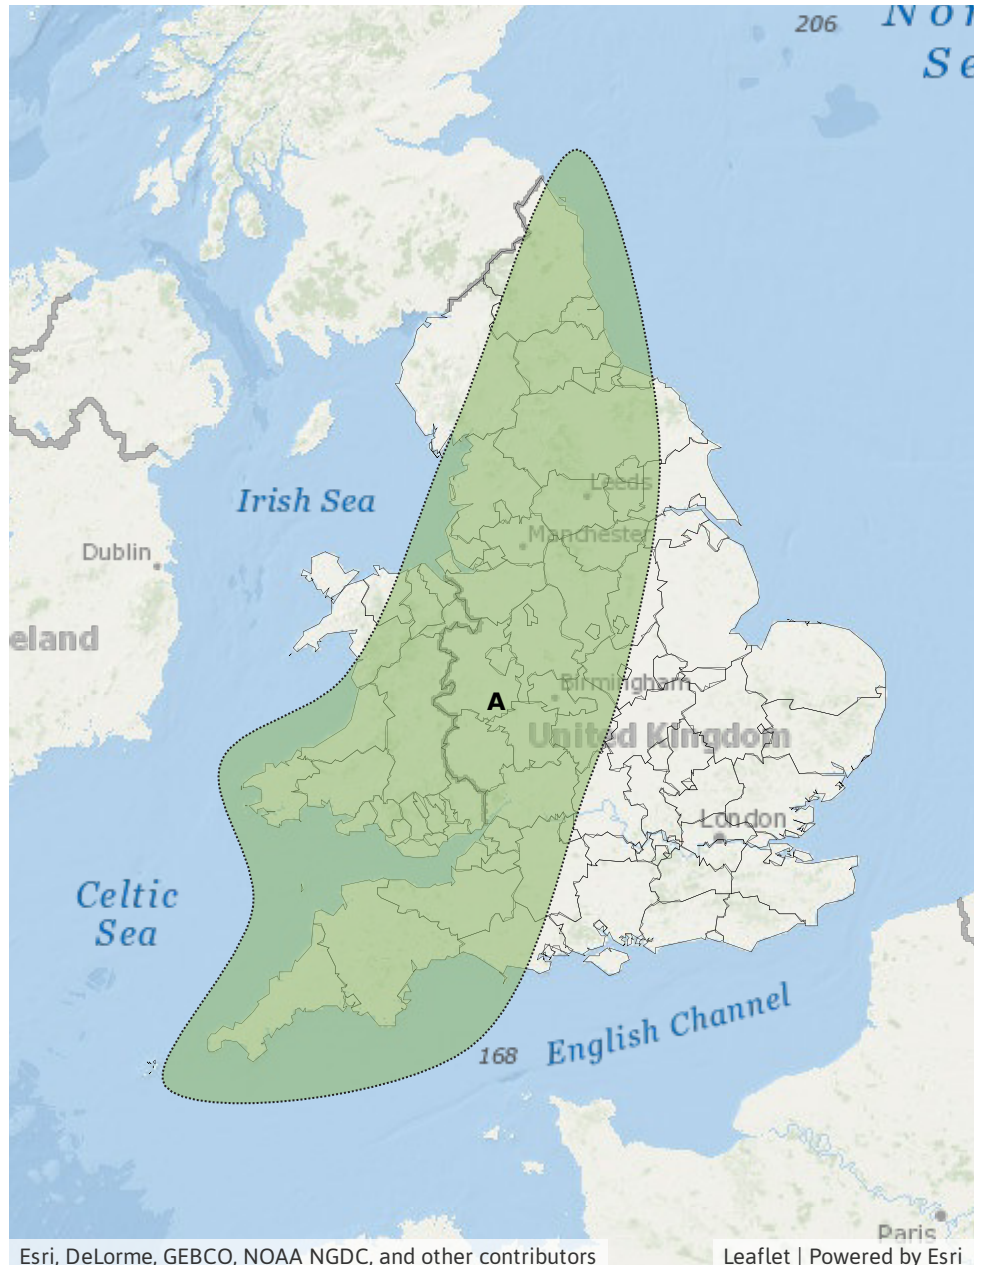 206
Nor
Se
Irish Sea
Leeds
Manchester
Dublin
eland
Birmingham
A
United Kingdom
London
Celtic
Sea
English Channel
168
Paris
Esri, DeLorme, GEBCO, NOAA NGDC, and other contributors
Leaflet | Powered by Esri